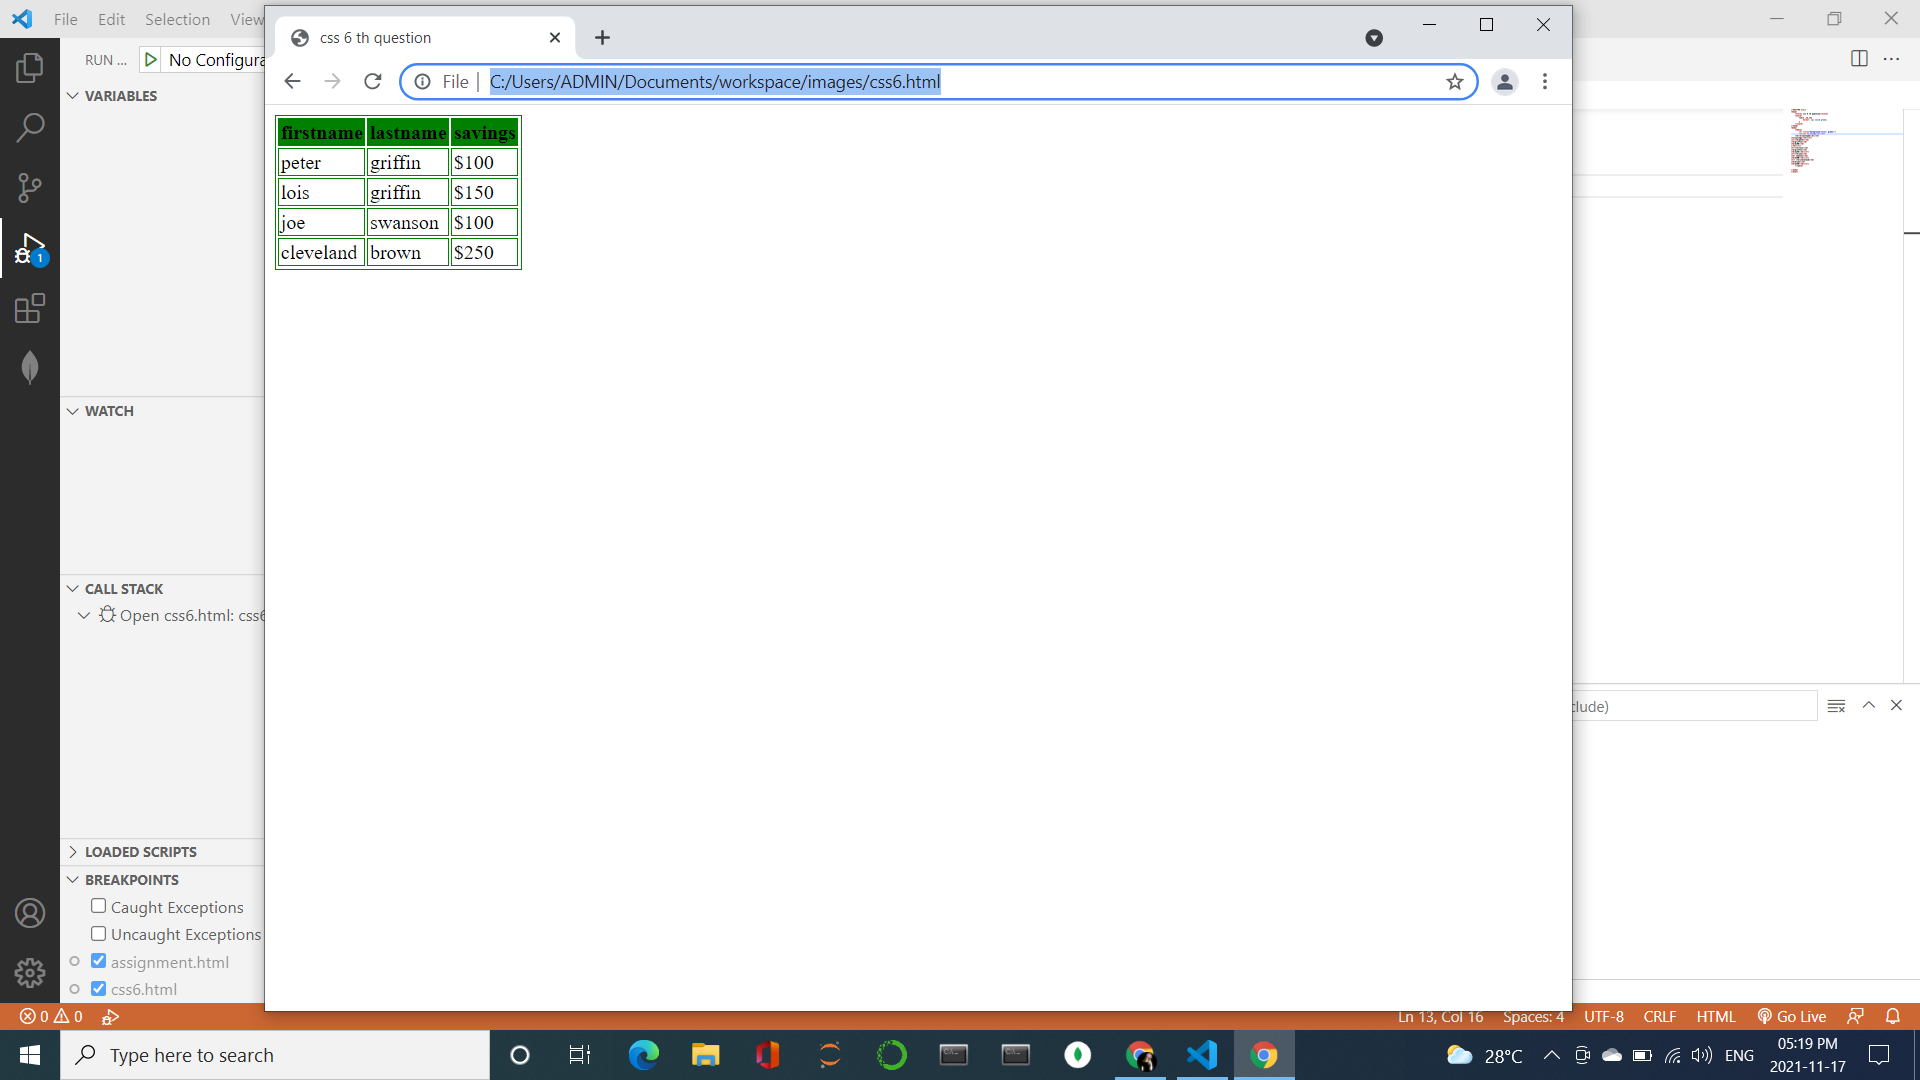 File Edit Selection View
css 6 th question
RUN ... No Configura
File C:/Users/ADMIN/Documents/workspace/images/css6.html
VARIABLES
firstname lastname savings
peter griffin $100
lois griffin $150
joe swanson $100
cleveland brown $250
WATCH
CALL STACK
Open css6.html: css6
clude)
LOADED SCRIPTS
BREAKPOINTS
Caught Exceptions
Uncaught Exceptions
assignment.html
css6.html
0 0 Ln 13, Col 16 Spaces: 4 UTF-8 CRLF HTML Go Live
Type here to search
1
28°C ENG
05:19 PM
2021-11-17